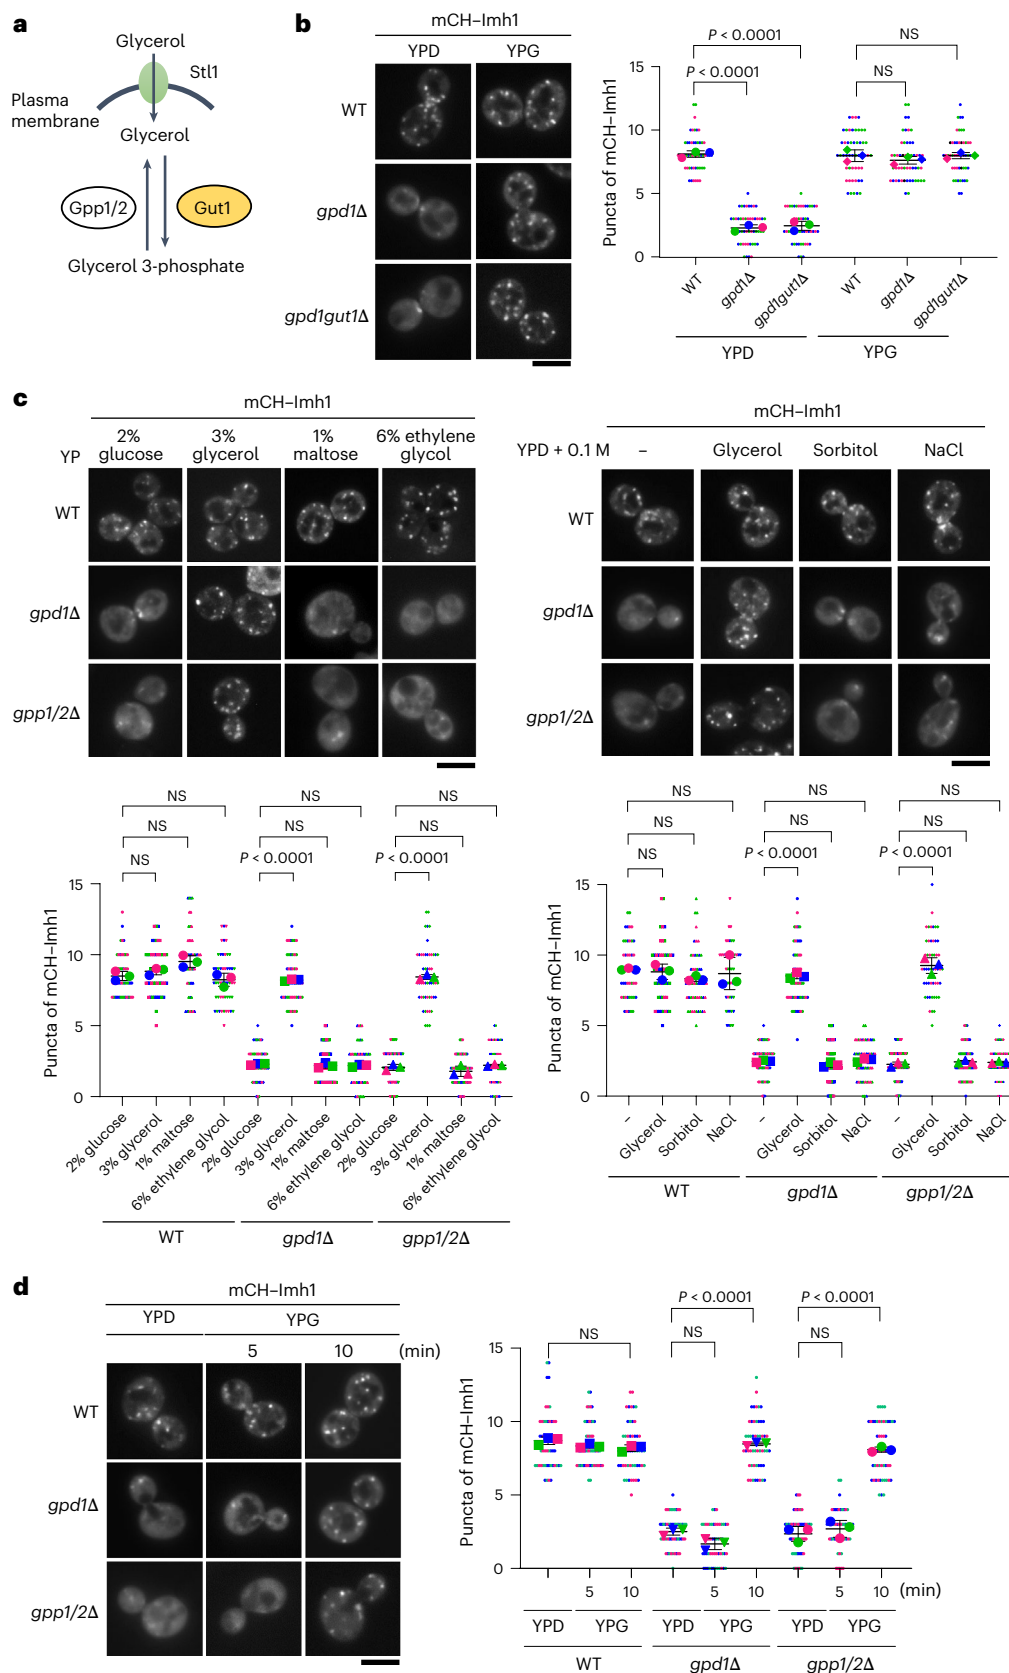 a
Glycerol
Stl1
Plasma
membrane
Glycerol
Gpp1/2
Gut1
Glycerol 3-phosphate
b
mCH–Imh1
YPD YPG
WT
gpd1Δ
gpd1gut1Δ
Puncta of mCH–Imh1
15
10
5
0
P < 0.0001
P < 0.0001
NS
NS
WT gpd1Δ gpd1gut1Δ WT gpd1Δ gpd1gut1Δ
YPD YPG
c
mCH–Imh1
YP
2% glucose
3% glycerol
1% maltose
6% ethylene glycol
WT
gpd1Δ
gpp1/2Δ
mCH–Imh1
YPD + 0.1 M – Glycerol Sorbitol NaCl
WT
gpd1Δ
gpp1/2Δ
Puncta of mCH–Imh1
15
10
5
0
NS NS NS
NS NS NS
NS P < 0.0001 P < 0.0001
2% glucose 3% glycerol 1% maltose 6% ethylene glycol 2% glucose 3% glycerol 1% maltose 6% ethylene glycol 2% glucose 3% glycerol 1% maltose 6% ethylene glycol
WT gpd1Δ gpp1/2Δ
Puncta of mCH–Imh1
15
10
5
0
NS NS NS
NS NS NS
NS P < 0.0001 P < 0.0001
– Glycerol Sorbitol NaCl – Glycerol Sorbitol NaCl – Glycerol Sorbitol NaCl
WT gpd1Δ gpp1/2Δ
d
mCH–Imh1
YPD YPG
5 10 (min)
WT
gpd1Δ
gpp1/2Δ
Puncta of mCH–Imh1
15
10
5
0
P < 0.0001 P < 0.0001
NS NS NS
5 10 5 10 5 10 (min)
YPD YPG YPD YPG YPD YPG
WT gpd1Δ gpp1/2Δ